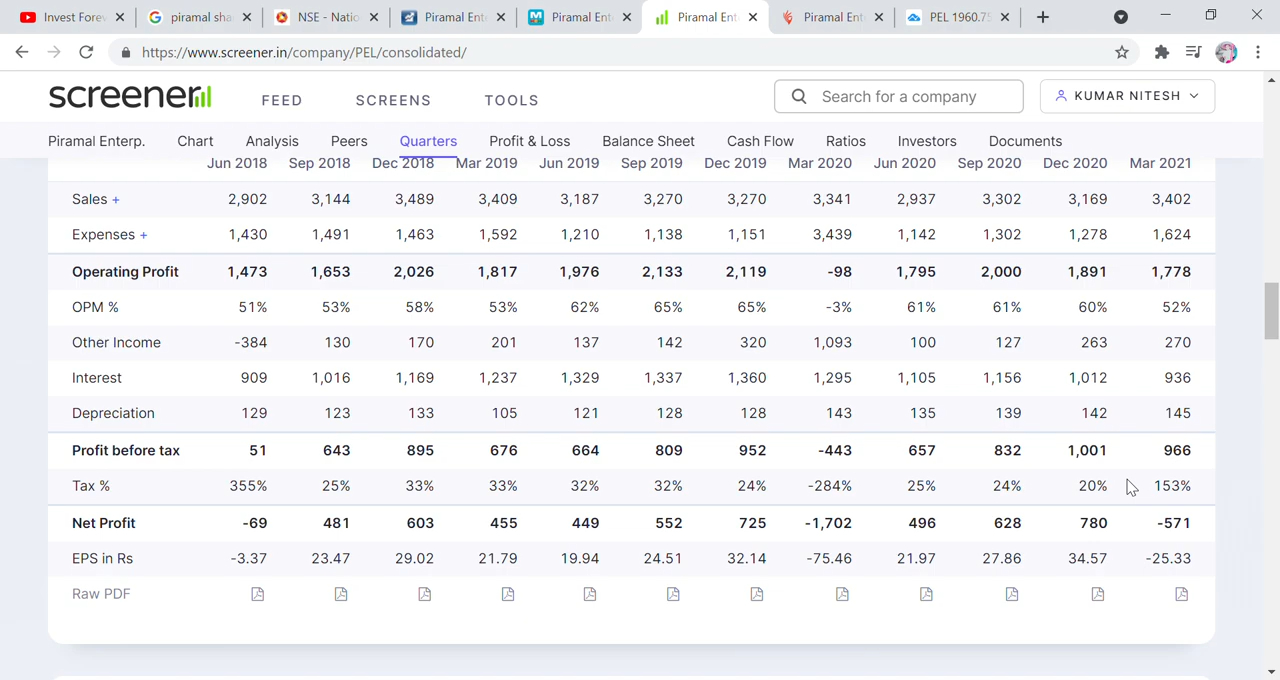 Invest Forev piramal sha NSE - Natio Piramal Ent Piramal Ent Piramal Ent Piramal Ent PEL 1960.75
https://www.screener.in/company/PEL/consolidated/
screener FEED SCREENS TOOLS Search for a company KUMAR NITESH
Piramal Enterp. Chart Analysis Peers Quarters Profit & Loss Balance Sheet Cash Flow Ratios Investors Documents
Jun 2018 Sep 2018 Dec 2018 Mar 2019 Jun 2019 Sep 2019 Dec 2019 Mar 2020 Jun 2020 Sep 2020 Dec 2020 Mar 2021
Sales + 2,902 3,144 3,489 3,409 3,187 3,270 3,270 3,341 2,937 3,302 3,169 3,402
Expenses + 1,430 1,491 1,463 1,592 1,210 1,138 1,151 3,439 1,142 1,302 1,278 1,624
Operating Profit 1,473 1,653 2,026 1,817 1,976 2,133 2,119 -98 1,795 2,000 1,891 1,778
OPM % 51% 53% 58% 53% 62% 65% 65% -3% 61% 61% 60% 52%
Other Income -384 130 170 201 137 142 320 1,093 100 127 263 270
Interest 909 1,016 1,169 1,237 1,329 1,337 1,360 1,295 1,105 1,156 1,012 936
Depreciation 129 123 133 105 121 128 128 143 135 139 142 145
Profit before tax 51 643 895 676 664 809 952 -443 657 832 1,001 966
Tax % 355% 25% 33% 33% 32% 32% 24% -284% 25% 24% 20% 153%
Net Profit -69 481 603 455 449 552 725 -1,702 496 628 780 -571
EPS in Rs -3.37 23.47 29.02 21.79 19.94 24.51 32.14 -75.46 21.97 27.86 34.57 -25.33
Raw PDF